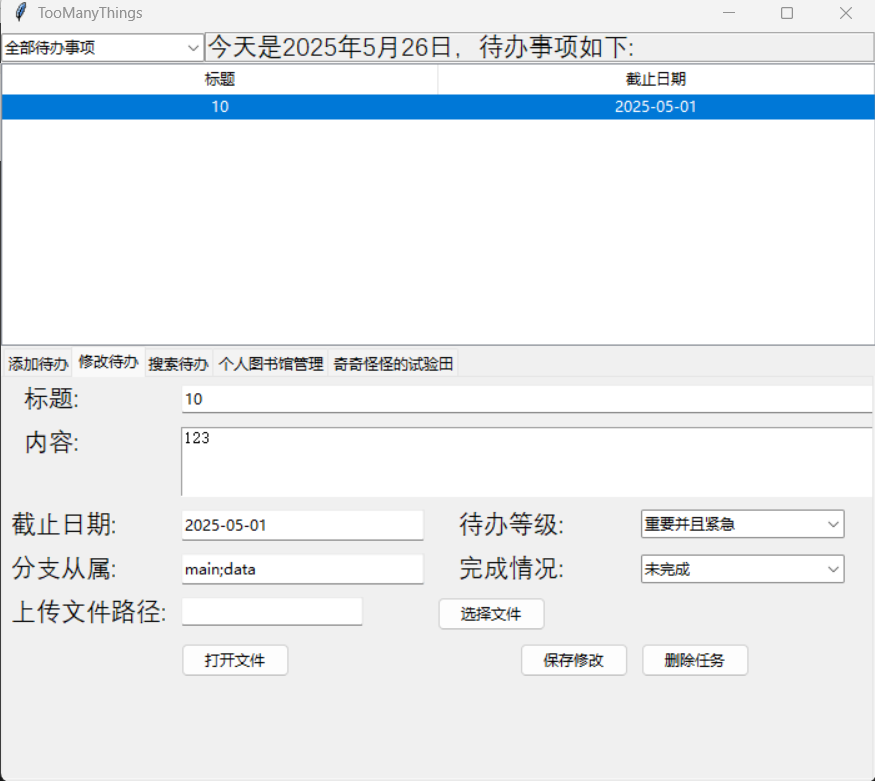 TooManyThings
全部待办事项 今天是2025年5月26日，待办事项如下:
标题 截止日期
10 2025-05-01
添加待办 修改待办 搜索待办 个人图书馆管理 奇奇怪怪的试验田
标题: 10
内容: 123
截止日期: 2025-05-01 待办等级: 重要并且紧急
分支从属: main;data 完成情况: 未完成
上传文件路径: 选择文件
打开文件 保存修改 删除任务